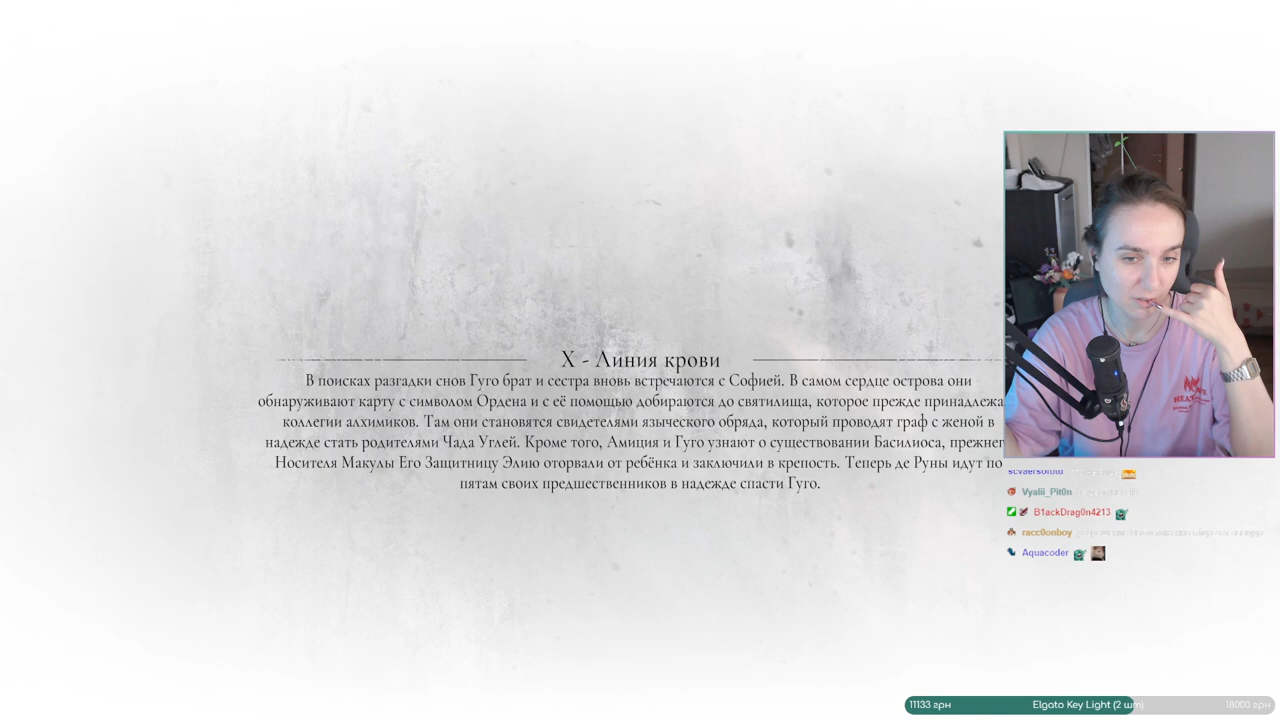 X - Линия крови
В поисках разгадки снов Гуго брат и сестра вновь встречаются с Софией. В самом сердце острова они
обнаруживают карту с символом Ордена и с её помощью добираются до святилища, которое прежде принадлежа
коллегии алхимиков. Там они становятся свидетелями языческого обряда, который проводят граф с женой в
надежде стать родителями Чада Углей. Кроме того, Амиция и Гуго узнают о существовании Василиоса, прежнег
Носителя Макулы Его Защитницу Элию оторвали от ребёнка и заключили в крепость. Теперь де Руны идут по
пятам своих предшественников в надежде спасти Гуго.
Vyalii_Pit0n
B1ackDrag0n4213
racc0onboy
Aquacoder
11133 грн Elgato Key Light (2 шт) 18000 грн